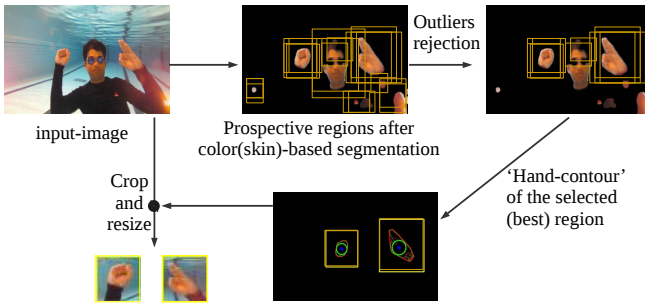 Outliers
rejection
input-image
Prospective regions after
color(skin)-based segmentation
Crop
and
resize
‘Hand-contour’
of the selected
(best) region